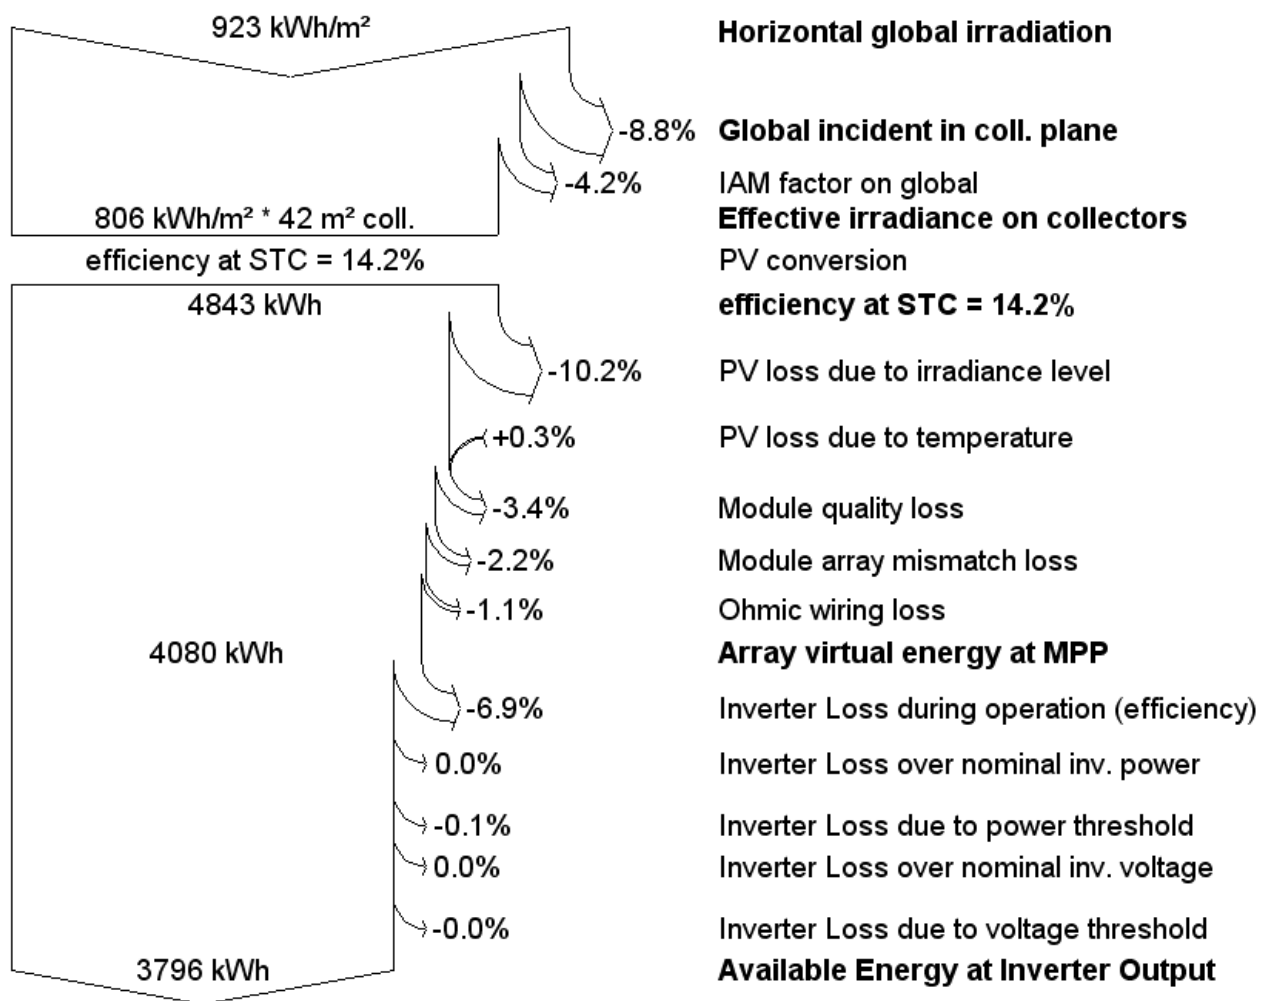 923 kWh/m² Horizontal global irradiation
-8.8% Global incident in coll. plane
-4.2% IAM factor on global
806 kWh/m² * 42 m² coll. Effective irradiance on collectors
efficiency at STC = 14.2% PV conversion
4843 kWh efficiency at STC = 14.2%
-10.2% PV loss due to irradiance level
+0.3% PV loss due to temperature
-3.4% Module quality loss
-2.2% Module array mismatch loss
-1.1% Ohmic wiring loss
4080 kWh Array virtual energy at MPP
-6.9% Inverter Loss during operation (efficiency)
0.0% Inverter Loss over nominal inv. power
-0.1% Inverter Loss due to power threshold
0.0% Inverter Loss over nominal inv. voltage
-0.0% Inverter Loss due to voltage threshold
3796 kWh Available Energy at Inverter Output